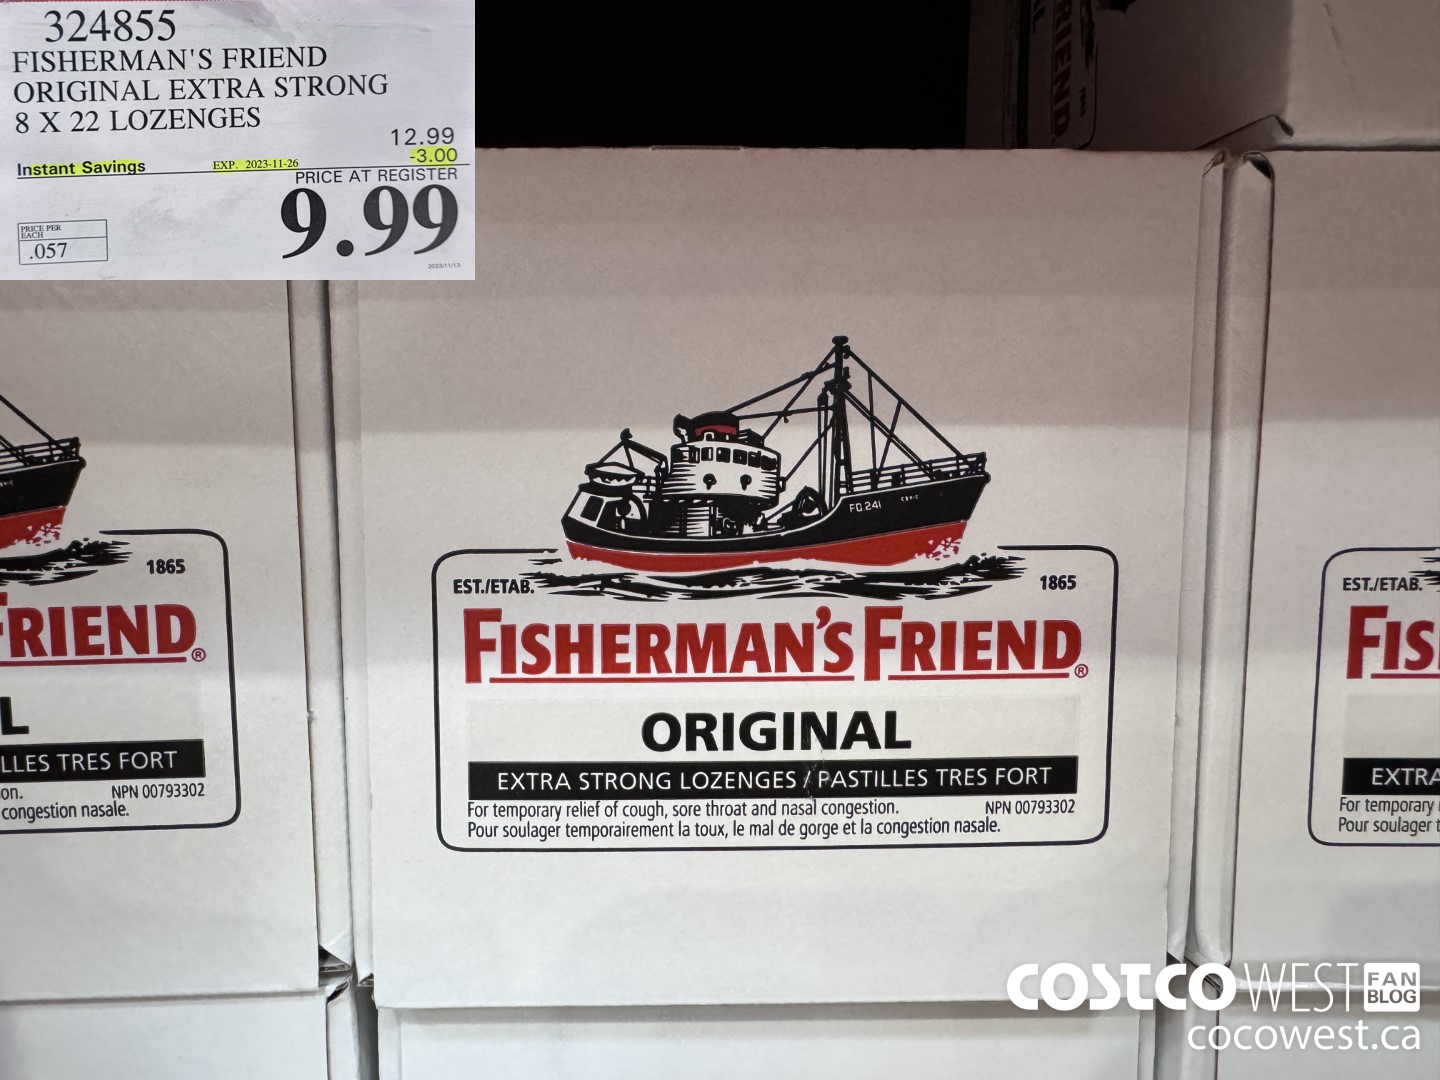 324855
FISHERMAN'S FRIEND
ORIGINAL EXTRA STRONG
8 X 22 LOZENGES
12.99
-3.00
Instant Savings EXP. 2023-11-26
PRICE AT REGISTER
9.99
PRICE PER
EACH
.057
2023/11/13
FRIEND
FD.241
EST./ETAB. 1865
FISHERMAN'S FRIEND®
ORIGINAL
EXTRA STRONG LOZENGES / PASTILLES TRES FORT
For temporary relief of cough, sore throat and nasal congestion. NPN 00793302
Pour soulager temporairement la toux, le mal de gorge et la congestion nasale.
1865
FRIEND®
L
LLES TRES FORT
on. NPN 00793302
congestion nasale.
EST./ETAB.
FIS
EXTRA
For temporary
Pour soulager t
COSTCO WEST FAN BLOG
cocowest.ca